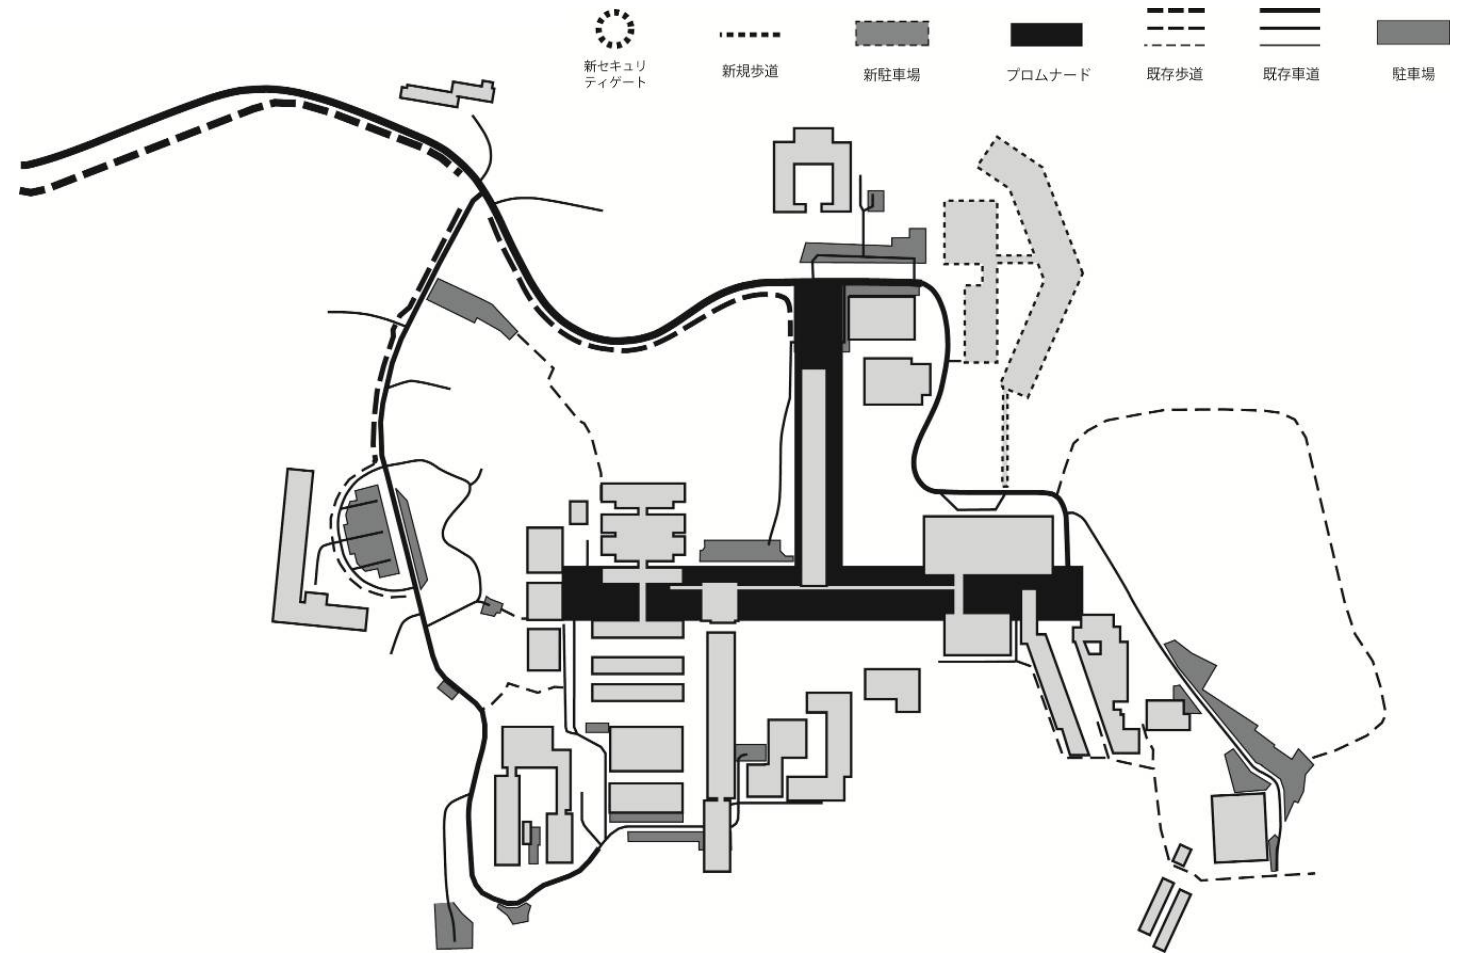 新セキュリ
ティゲート
新規歩道
新駐車場
プロムナード
既存歩道
既存車道
駐車場